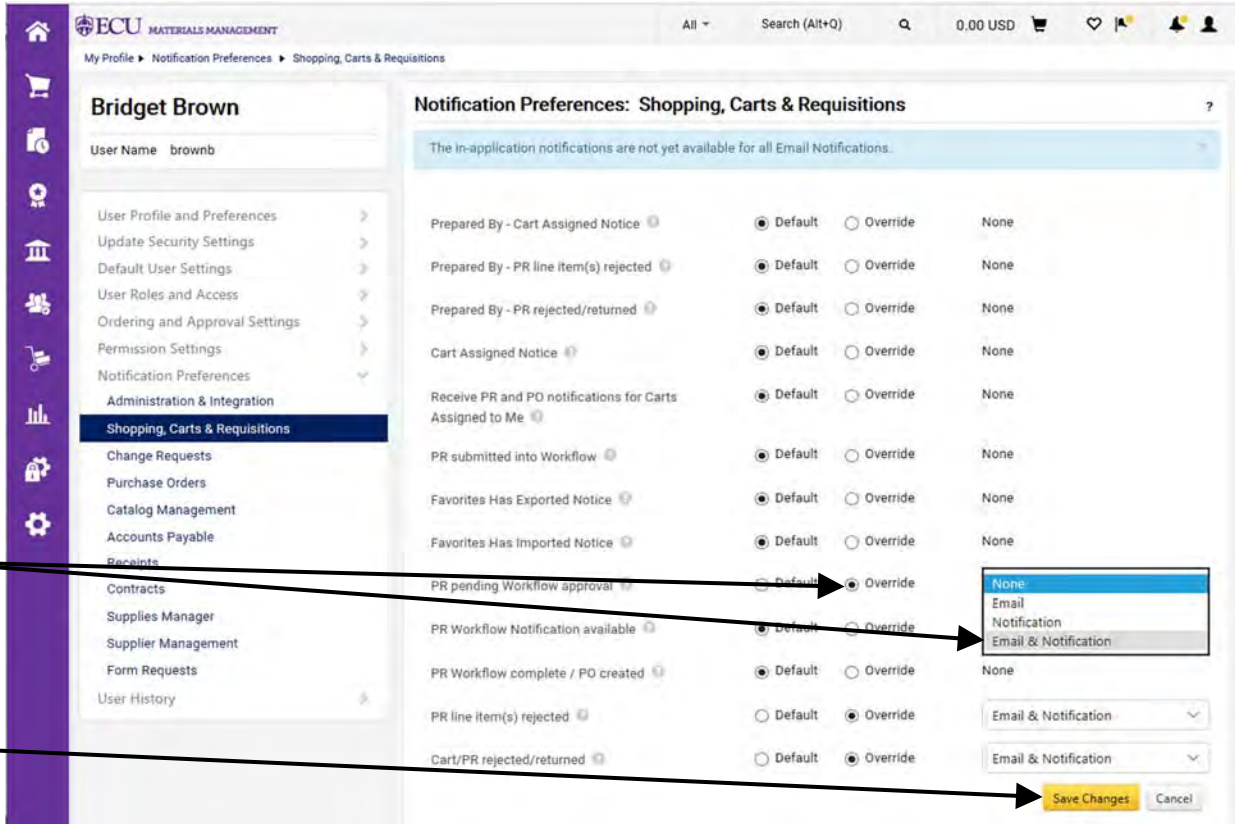 ECU MATERIALS MANAGEMENT
All Search (Alt+Q) 0.00 USD
My Profile Notification Preferences Shopping, Carts & Requisitions
Bridget Brown
User Name brownb
User Profile and Preferences
Update Security Settings
Default User Settings
User Roles and Access
Ordering and Approval Settings
Permission Settings
Notification Preferences
Administration & Integration
Shopping, Carts & Requisitions
Change Requests
Purchase Orders
Catalog Management
Accounts Payable
Receipts
Contracts
Supplies Manager
Supplier Management
Form Requests
User History
Notification Preferences: Shopping, Carts & Requisitions ?
The in-application notifications are not yet available for all Email Notifications.
Prepared By - Cart Assigned Notice Default Override None
Prepared By - PR line item(s) rejected Default Override None
Prepared By - PR rejected/returned Default Override None
Cart Assigned Notice Default Override None
Receive PR and PO notifications for Carts Default Override None
Assigned to Me
PR submitted into Workflow Default Override None
Favorites Has Exported Notice Default Override None
Favorites Has Imported Notice Default Override None
PR pending Workflow approval Default Override None
Email
Notification
PR Workflow Notification available Default Override Email & Notification
PR Workflow complete / PO created Default Override None
PR line item(s) rejected Default Override Email & Notification
Cart/PR rejected/returned Default Override Email & Notification
Save Changes Cancel